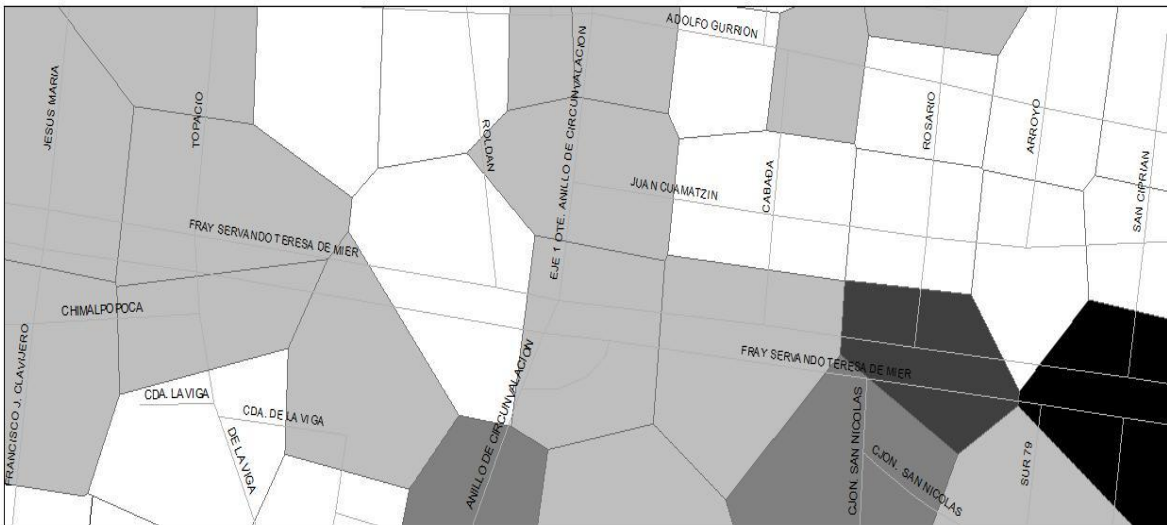 ADOLFO GURRION
JESUS MARIA
TOPACIO
ROLDAN
EJE 1 OTE. ANILLO DE CIRCUNVALACION
ROSARIO
ARROYO
CABADA
JUAN CUAMATZIN
SAN CIPRIAN
FRAY SERVANDO TERESA DE MIER
CHIMALPOPOCA
FRANCISCO J. CLAVIJERO
FRAY SERVANDO TERESA DE MIER
CDA. LA VIGA
CDA. DE LA VIGA
DE LA VIGA
ANILLO DE CIRCUNVALACION
CJON. SAN NICOLAS
CJON. SAN NICOLAS
SUR 79